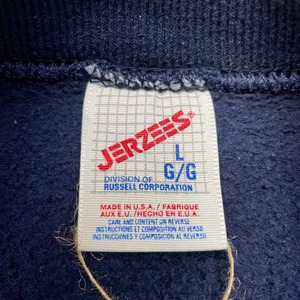 JERZEES®
L
G/G
DIVISION OF
RUSSELL CORPORATION
MADE IN U.S.A./ FABRIQUE
AUX E.U. /HECHO EN E.U.A.
CARE AND CONTENT ON REVERSE
INSTRUCTIONS ET COMPOSITION AU VERSO
INSTRUCCIONES Y COMPOSICIÓN AL REVERSO